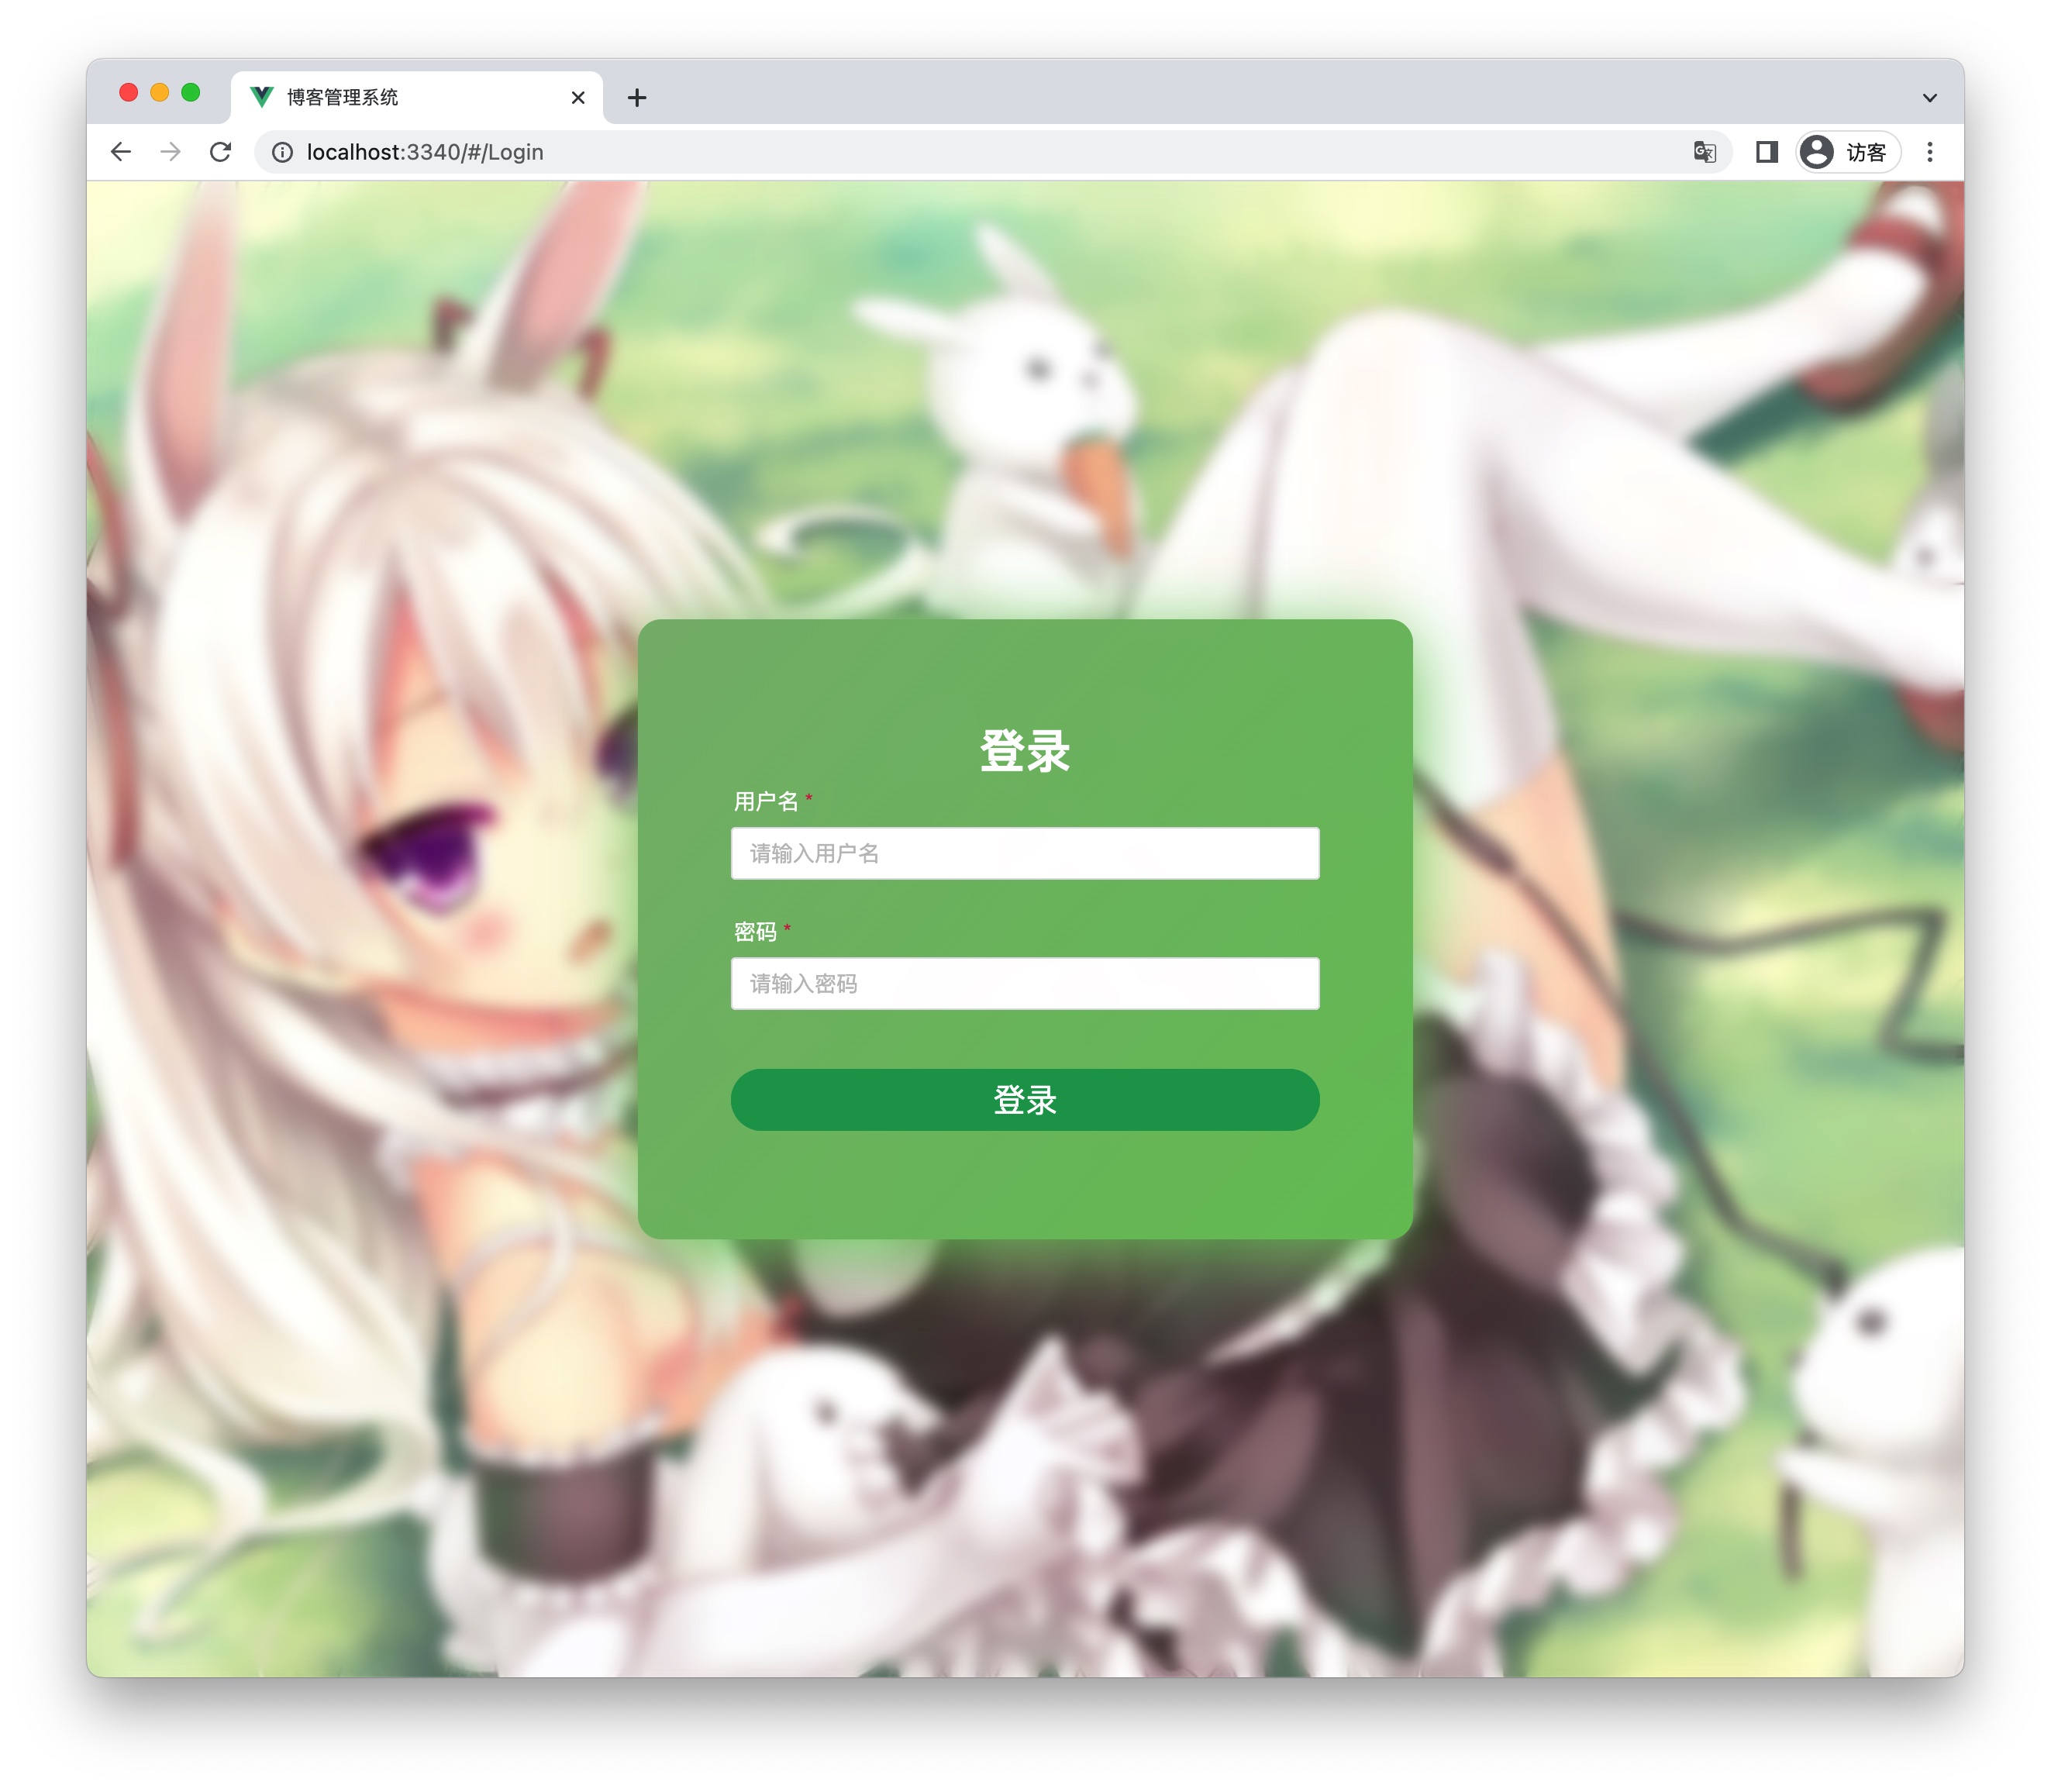 博客管理系统
localhost:3340/#/Login
访客
登录
用户名 *
请输入用户名
密码 *
请输入密码
登录